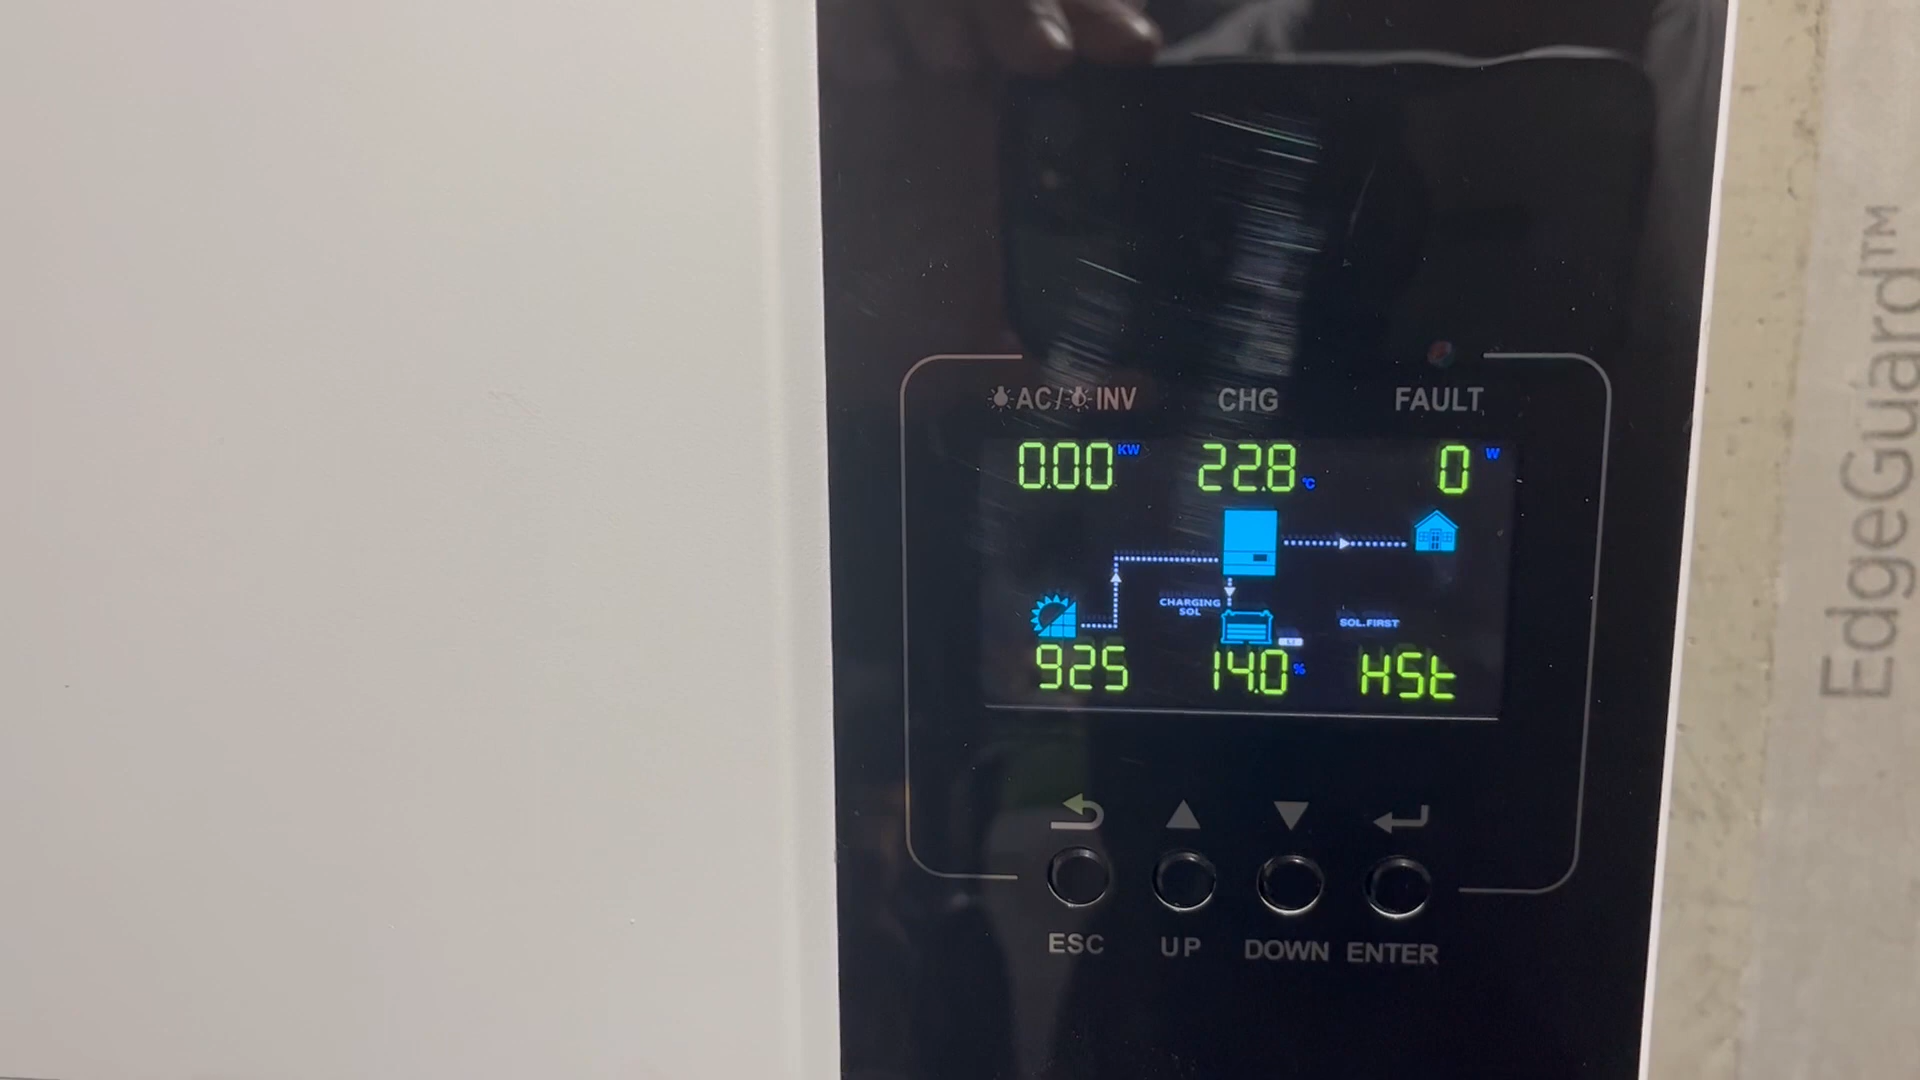 AC/ INV CHG FAULT
0.00 KW 22.8 °C 0 W
CHARGING
SOL
SOL.FIRST
925 14.0 % HSt
ESC UP DOWN ENTER
EdgeGuard™